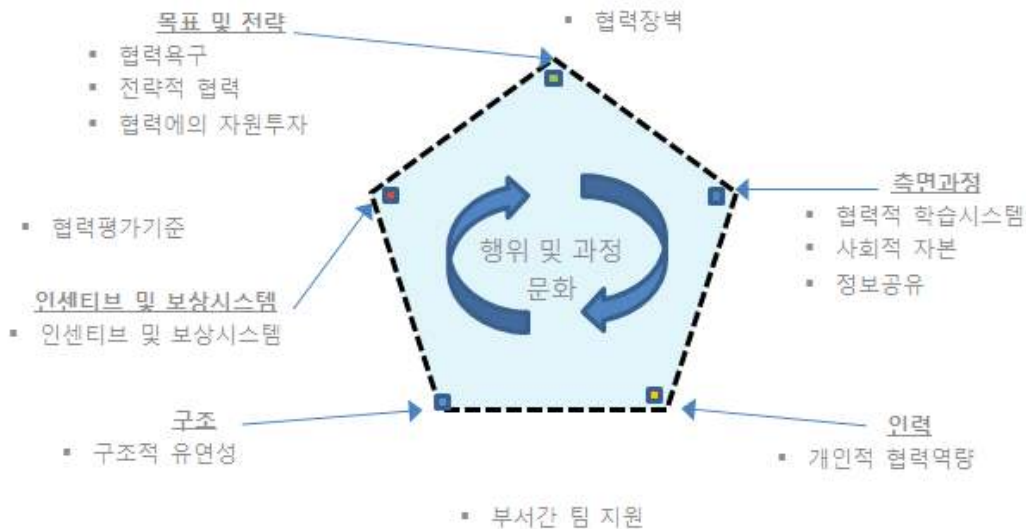 목표 및 전략
▪ 협력욕구
▪ 전략적 협력
▪ 협력에의 자원투자
▪ 협력장벽
측면과정
▪ 협력적 학습시스템
▪ 사회적 자본
▪ 정보공유
▪ 협력평가기준
인센티브 및 보상시스템
▪ 인센티브 및 보상시스템
행위 및 과정
문화
구조
▪ 구조적 유연성
인력
▪ 개인적 협력역량
▪ 부서간 팀 지원